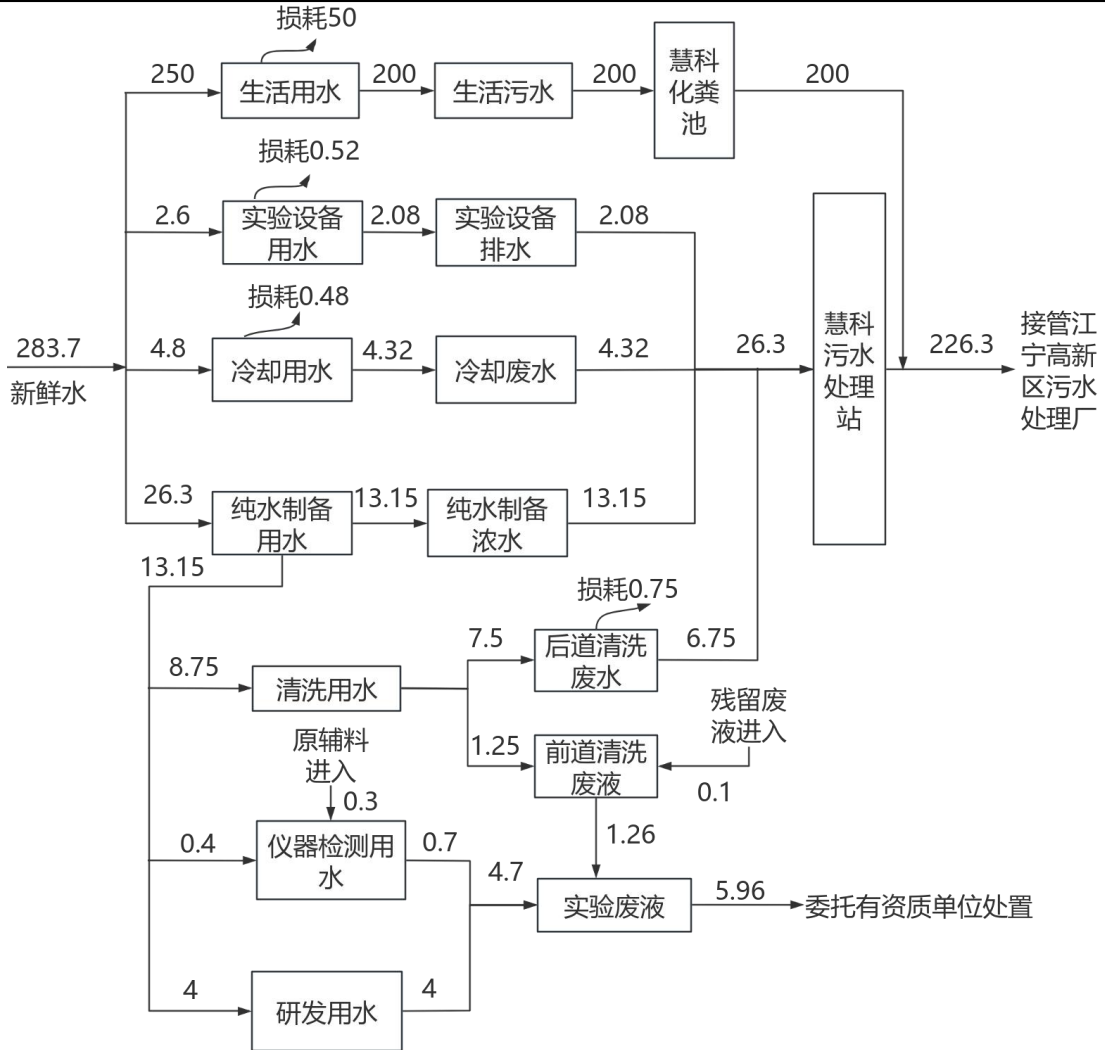 损耗50
250
生活用水
200
生活污水
200
慧科
化粪
池
200
损耗0.52
2.6
实验设备
用水
2.08
实验设备
排水
2.08
损耗0.48
283.7
新鲜水
4.8
冷却用水
4.32
冷却废水
4.32
26.3
慧科
污水
处理
站
226.3
接管江
宁高新
区污水
处理厂
26.3
纯水制备
用水
13.15
纯水制备
浓水
13.15
13.15
损耗0.75
8.75
清洗用水
7.5
后道清洗
废水
6.75
残留废
液进入
1.25
前道清洗
废液
0.1
原辅料
进入
0.3
1.26
0.4
仪器检测用
水
0.7
4.7
实验废液
5.96
委托有资质单位处置
4
研发用水
4